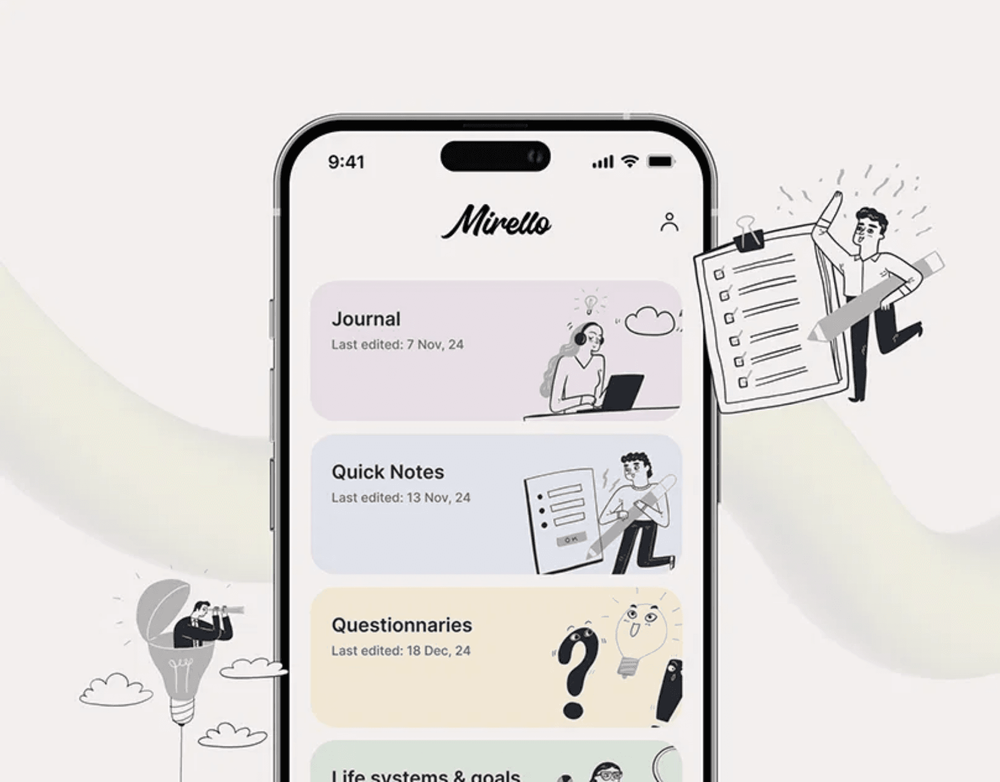 9:41
Mirello
Journal
Last edited: 7 Nov, 24
Quick Notes
Last edited: 13 Nov, 24
OK
Questionnaries
Last edited: 18 Dec, 24
Life systems & goals